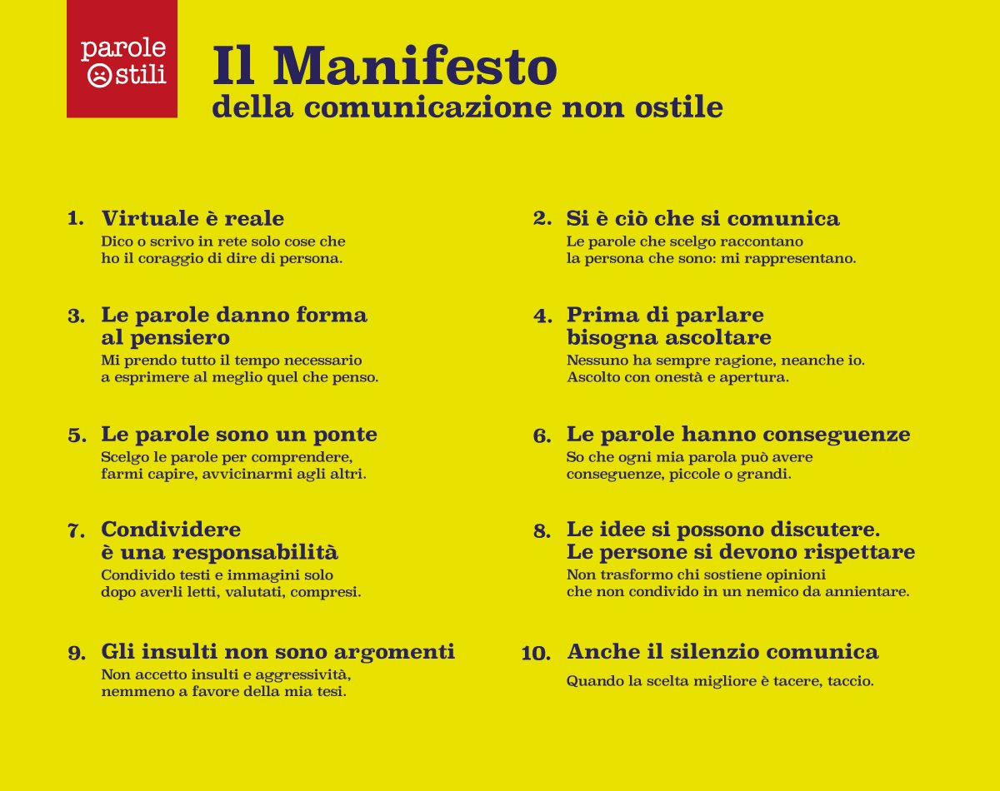 parole
ostili
Il Manifesto
della comunicazione non ostile
1. Virtuale è reale
Dico o scrivo in rete solo cose che
ho il coraggio di dire di persona.
2. Si è ciò che si comunica
Le parole che scelgo raccontano
la persona che sono: mi rappresentano.
3. Le parole danno forma
al pensiero
Mi prendo tutto il tempo necessario
a esprimere al meglio quel che penso.
4. Prima di parlare
bisogna ascoltare
Nessuno ha sempre ragione, neanche io.
Ascolto con onestà e apertura.
5. Le parole sono un ponte
Scelgo le parole per comprendere,
farmi capire, avvicinarmi agli altri.
6. Le parole hanno conseguenze
So che ogni mia parola può avere
conseguenze, piccole o grandi.
7. Condividere
è una responsabilità
Condivido testi e immagini solo
dopo averli letti, valutati, compresi.
8. Le idee si possono discutere.
Le persone si devono rispettare
Non trasformo chi sostiene opinioni
che non condivido in un nemico da annientare.
9. Gli insulti non sono argomenti
Non accetto insulti e aggressività,
nemmeno a favore della mia tesi.
10. Anche il silenzio comunica
Quando la scelta migliore è tacere, taccio.